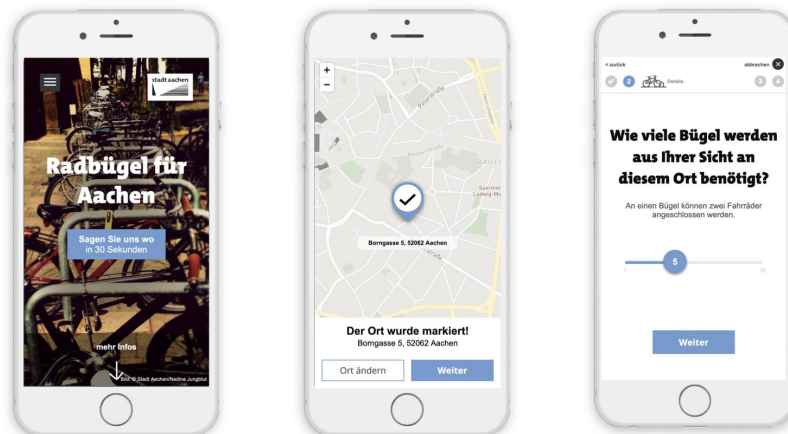 stadt aachen
Radbügel für
Aachen
Sagen Sie uns wo
in 30 Sekunden
mehr Infos
Bild: © Stadt Aachen/Nadine Jungblut
+
−
Peterstraße
KAISER
Borngasse 5, 52062 Aachen
Der Ort wurde markiert!
Borngasse 5, 52062 Aachen
Ort ändern
Weiter
< zurück
abbrechen
2
Details
3
4
Wie viele Bügel werden
aus Ihrer Sicht an
diesem Ort benötigt?
An einen Bügel können zwei Fahrräder
angeschlossen werden.
5
1
12
Weiter